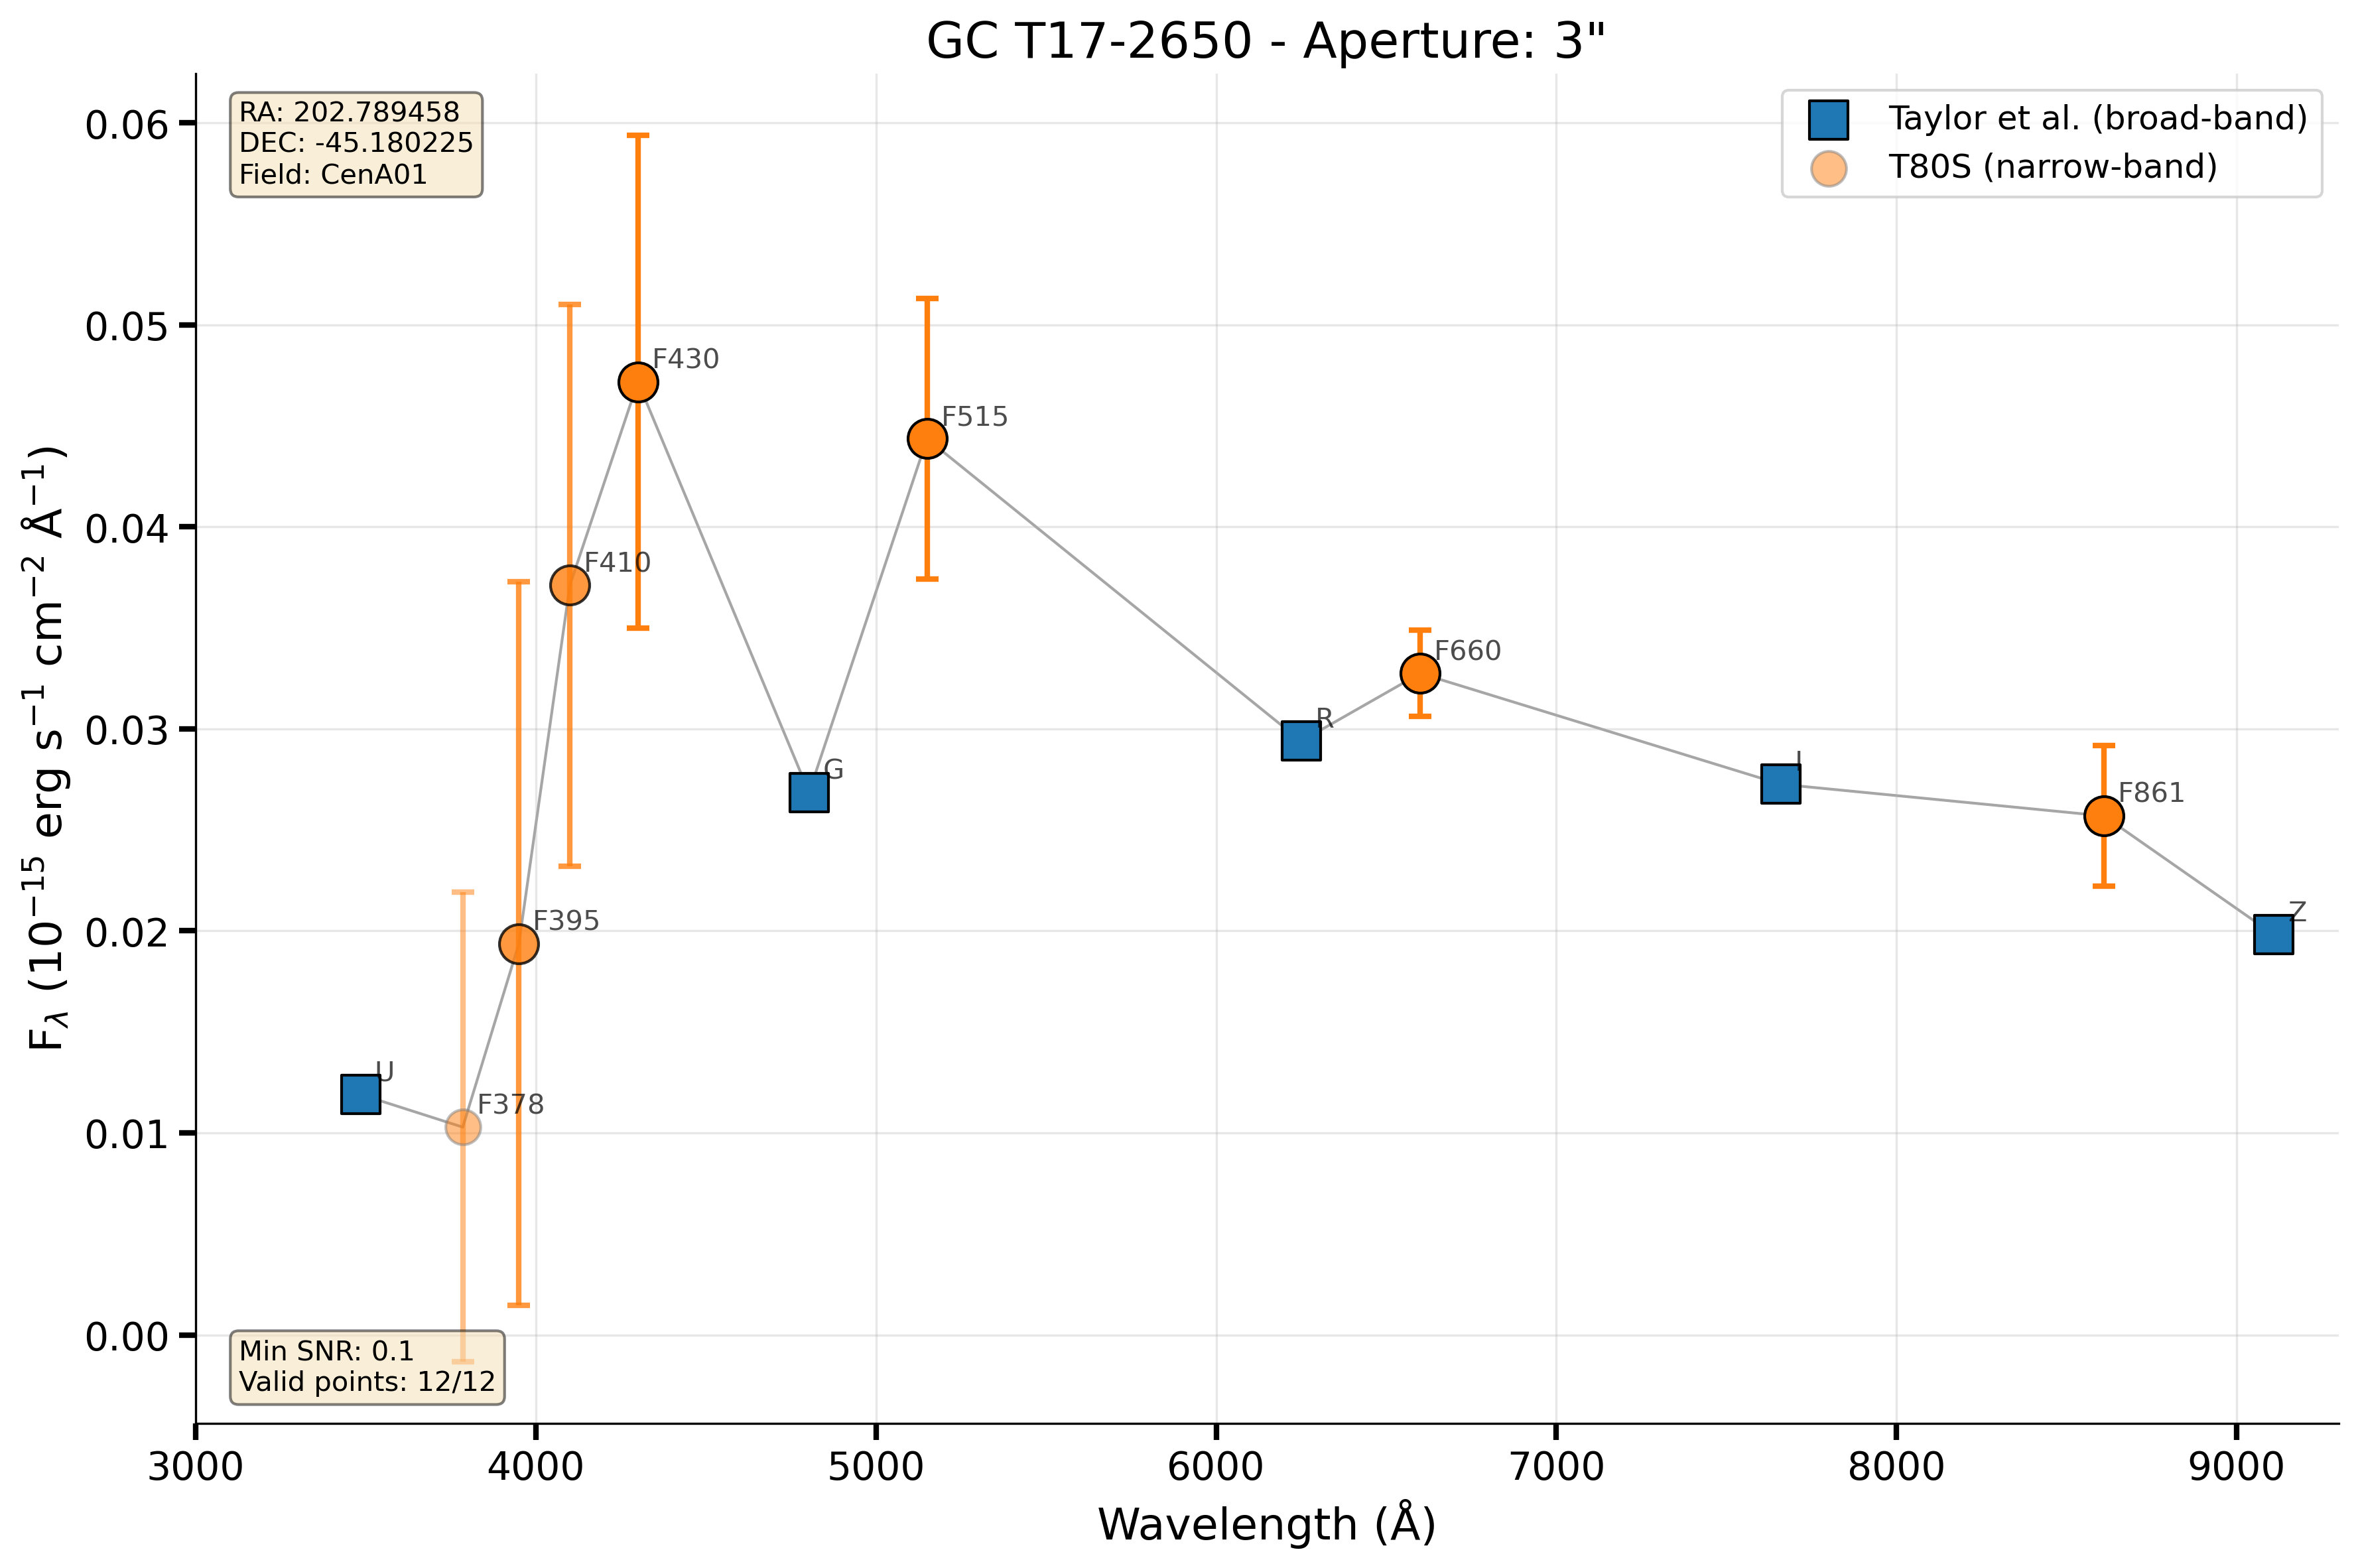 GC T17-2650 - Aperture: 3"
RA: 202.789458
DEC: -45.180225
Field: CenA01
Taylor et al. (broad-band)
T80S (narrow-band)
0.06
0.05
0.04
0.03
0.02
0.01
0.00
F$_λ$ (10$^{−15}$ erg s$^{−1}$ cm$^{−2}$ Å$^{−1}$)
F430
F515
F410
F660
R
G
I
F861
F395
Z
U
F378
Min SNR: 0.1
Valid points: 12/12
3000 4000 5000 6000 7000 8000 9000
Wavelength (Å)